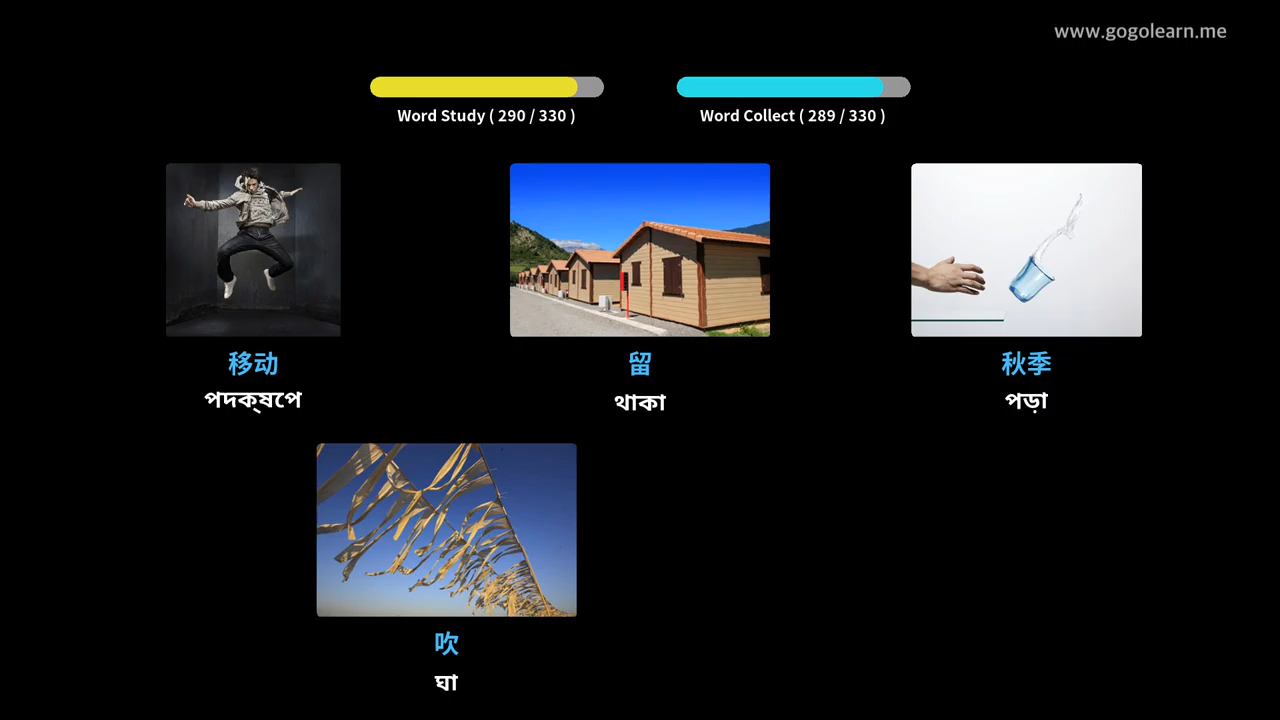 www.gogolearn.me
Word Study ( 290 / 330 )
Word Collect ( 289 / 330 )
移动
পদক্ষপে
留
থাকা
秋季
পড়া
吹
ঘা